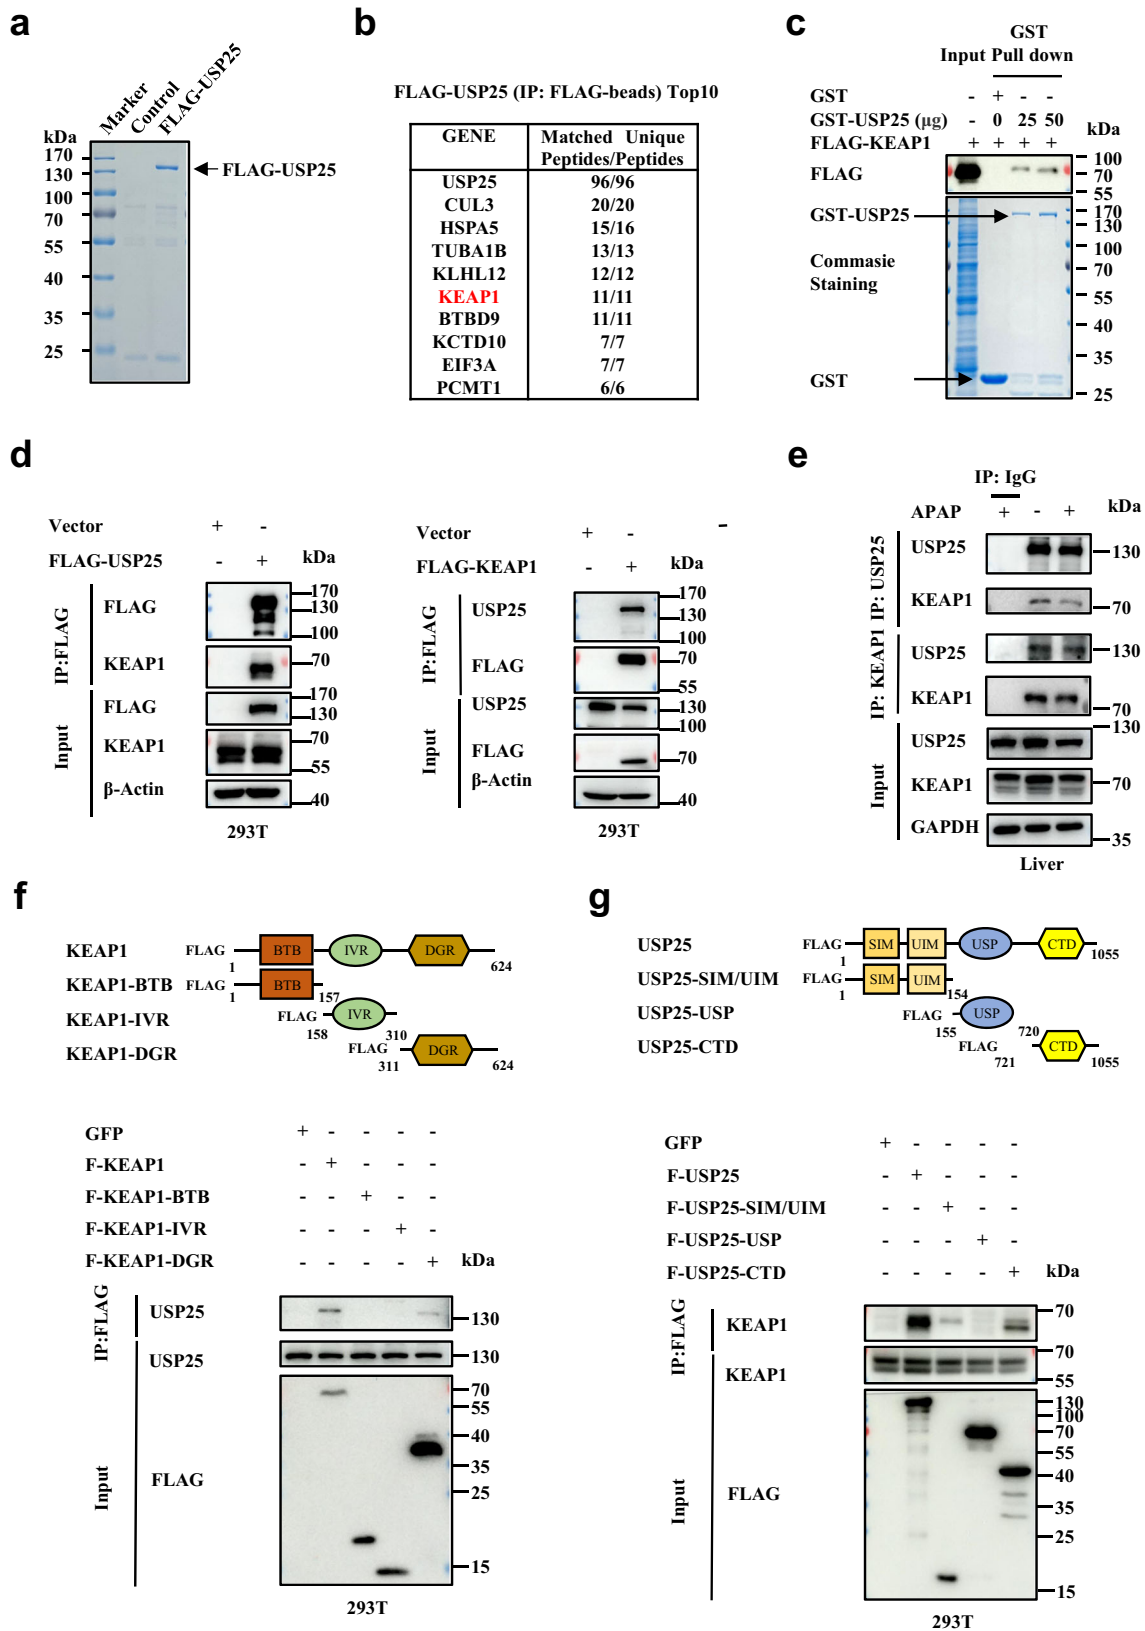 a
Marker
Control
FLAG-USP25
kDa
170
130
100
70
55
40
35
25
FLAG-USP25
b
FLAG-USP25 (IP: FLAG-beads) Top10
GENE Matched Unique Peptides/Peptides
USP25 96/96
CUL3 20/20
HSPA5 15/16
TUBA1B 13/13
KLHL12 12/12
KEAP1 11/11
BTBD9 11/11
KCTD10 7/7
EIF3A 7/7
PCMT1 6/6
c
GST
Input Pull down
GST - + - -
GST-USP25 (μg) - 0 25 50 kDa
FLAG-KEAP1 + + + +
FLAG
100
70
55
GST-USP25
170
130
100
Commasie
Staining
70
55
40
35
GST
25
d
Vector + -
FLAG-USP25 - + kDa
IP:FLAG
FLAG
170
130
100
KEAP1
70
Input
FLAG
170
130
KEAP1
70
55
β-Actin
40
293T
Vector + - -
FLAG-KEAP1 - + kDa
IP:FLAG
USP25
170
130
100
FLAG
70
55
Input
USP25
130
100
FLAG
70
β-Actin
40
293T
e
IP: IgG
APAP + - + kDa
IP: USP25
USP25
130
KEAP1
70
IP: KEAP1
USP25
130
KEAP1
70
Input
USP25
130
KEAP1
70
GAPDH
35
Liver
f
KEAP1 FLAG BTB IVR DGR
1 624
KEAP1-BTB FLAG BTB
1 157
KEAP1-IVR FLAG IVR
158 310
KEAP1-DGR FLAG DGR
311 624
GFP + - - - -
F-KEAP1 - + - - -
F-KEAP1-BTB - - + - -
F-KEAP1-IVR - - - + -
F-KEAP1-DGR - - - - + kDa
IP:FLAG
USP25
130
Input
USP25
130
FLAG
70
55
40
35
25
15
293T
g
USP25 FLAG SIM UIM USP CTD
1 1055
USP25-SIM/UIM FLAG SIM UIM
1 154
USP25-USP FLAG USP
155 720
USP25-CTD FLAG CTD
721 1055
GFP + - - - -
F-USP25 - + - - -
F-USP25-SIM/UIM - - + - -
F-USP25-USP - - - + -
F-USP25-CTD - - - - + kDa
IP:FLAG
KEAP1
70
Input
KEAP1
70
55
FLAG
130
100
70
55
40
35
25
15
293T